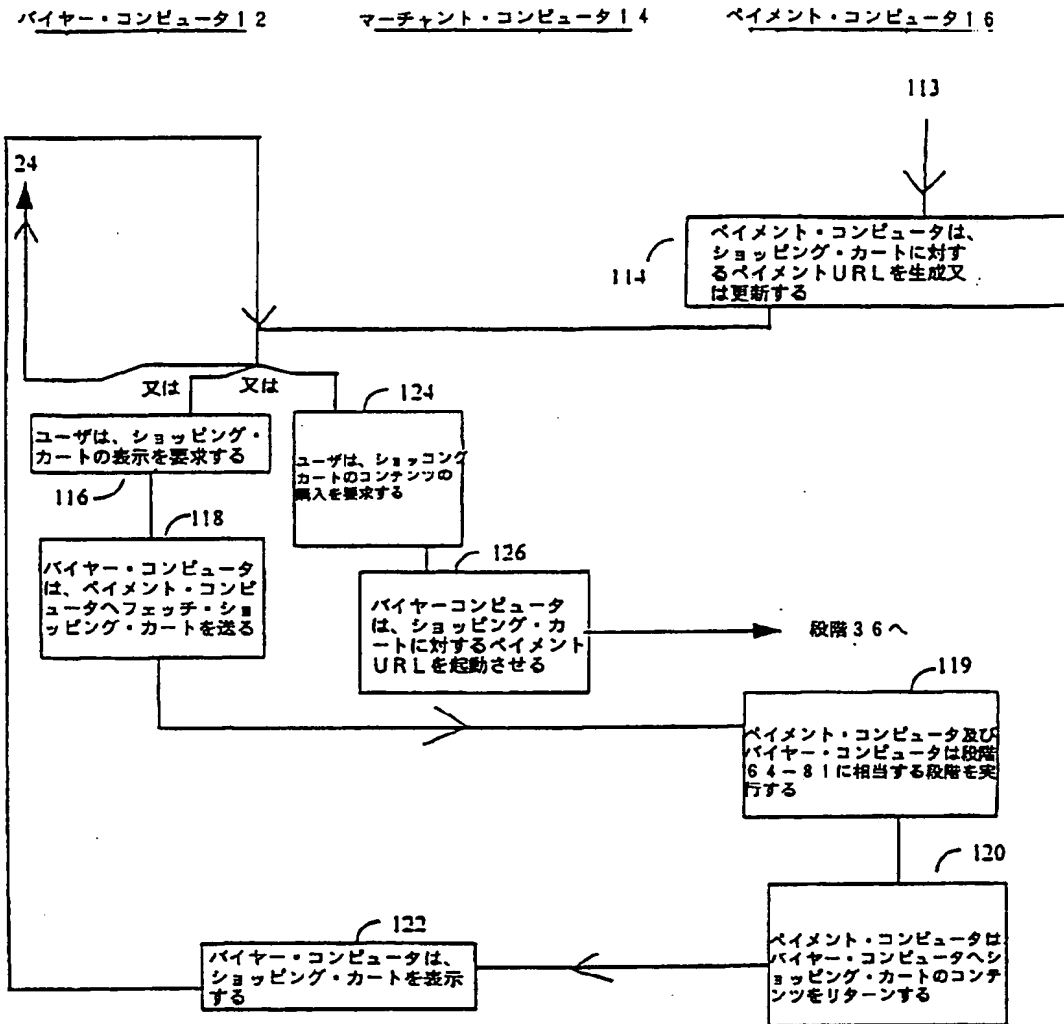 バイヤー・コンピュータ12
マーチャント・コンピュータ14
ペイメント・コンピュータ16
113
24
ペイメント・コンピュータは、
ショッピング・カートに対す
るペイメントURLを生成又
は更新する
114
又は
又は
124
ユーザは、ショッピング・
カートの表示を要求する
ユーザは、ショッコング
カートのコンテンツの
購入を要求する
116
118
126
バイヤー・コンピュータ
は、ペイメント・コンピ
ュータへフェッチ・ショ
ッピング・カートを送る
バイヤーコンピュータ
は、ショッピング・カ
ートに対するペイメント
URLを起動させる
段階36へ
119
ペイメント・コンピュータ及び
バイヤー・コンピュータは段階
64-81に相当する段階を実
行する
120
122
バイヤー・コンピュータは、
ショッピング・カートを表示
する
ペイメント・コンピュータは
バイヤー・コンピュータへショ
ッピング・カートのコンテ
ンツをリターンする